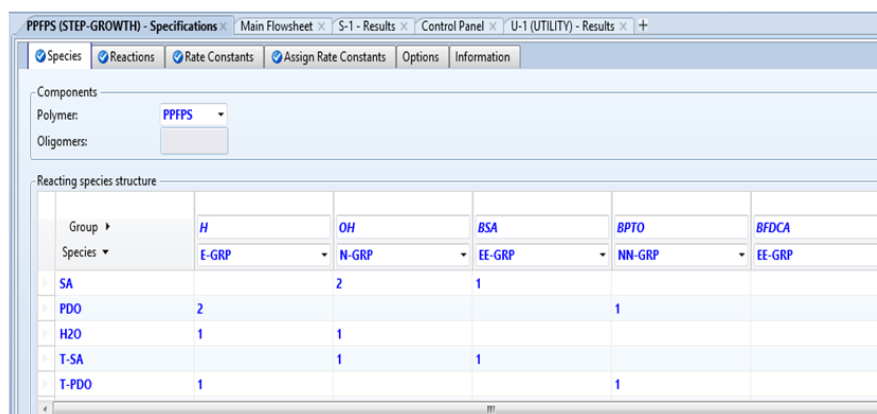 PPFPS (STEP-GROWTH) - Specifications × Main Flowsheet × S-1 - Results × Control Panel × U-1 (UTILITY) - Results × +
Species Reactions Rate Constants Assign Rate Constants Options Information
Components
Polymer: PPFPS
Oligomers:
Reacting species structure
Group H OH BSA BPTO BFDCA
Species E-GRP N-GRP EE-GRP NN-GRP EE-GRP
SA 2 1
PDO 2 1
H2O 1 1
T-SA 1 1
T-PDO 1 1